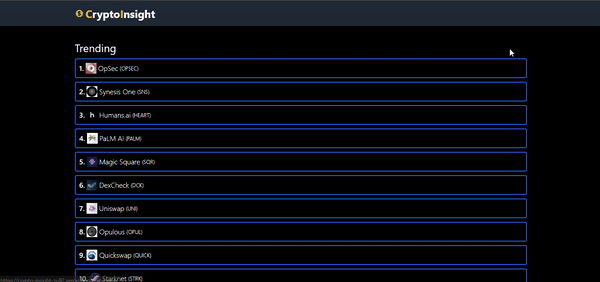 CryptoInsight
Trending
1. OpSec (OPSEC)
2. Synesis One (SNS)
3. Humans.ai (HEART)
4. PaLM AI (PALM)
5. Magic Square (SQR)
6. DexCheck (DCK)
7. Uniswap (UNI)
8. Opulous (OPUL)
9. Quickswap (QUICK)
10. Starknet (STRK)